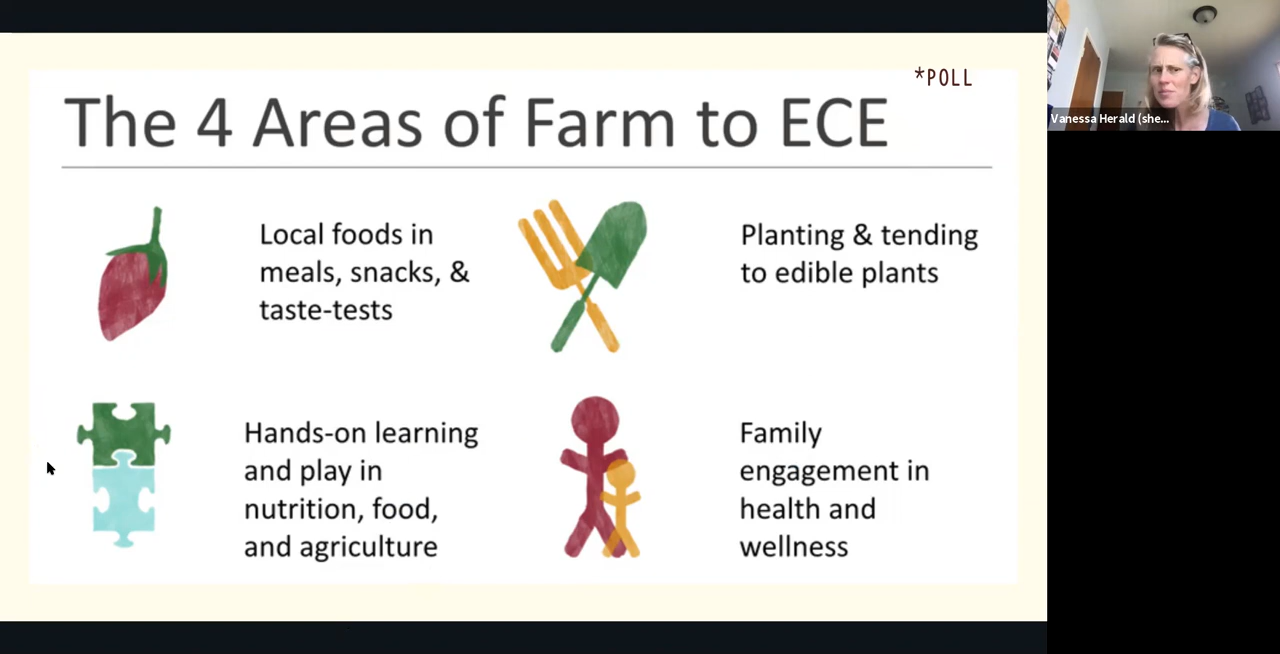 *POLL
The 4 Areas of Farm to ECE
Local foods in
meals, snacks, &
taste-tests
Planting & tending
to edible plants
Hands-on learning
and play in
nutrition, food,
and agriculture
Family
engagement in
health and
wellness
Vanessa Herald (she...